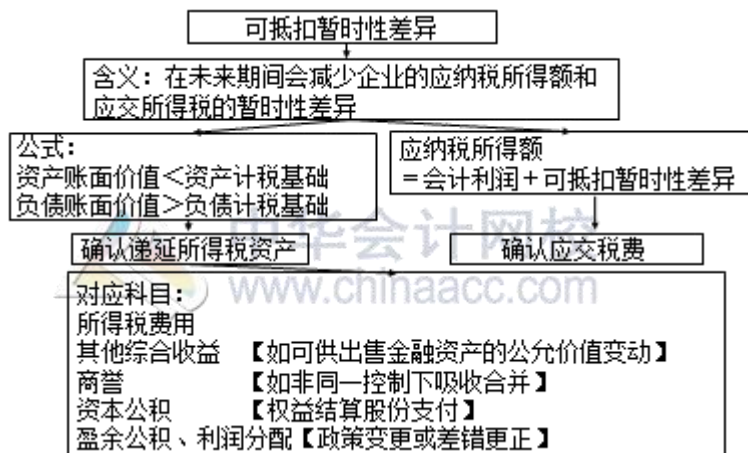 可抵扣暂时性差异
含义：在未来期间会减少企业的应纳税所得额和
应交所得税的暂时性差异
公式：
资产账面价值＜资产计税基础
负债账面价值＞负债计税基础
应纳税所得额
＝会计利润＋可抵扣暂时性差异
中华会计网校
www.chinaacc.com
确认递延所得税资产
确认应交税费
对应科目：
所得税费用
其他综合收益 【如可供出售金融资产的公允价值变动】
商誉 【如非同一控制下吸收合并】
资本公积 【权益结算股份支付】
盈余公积、利润分配【政策变更或差错更正】